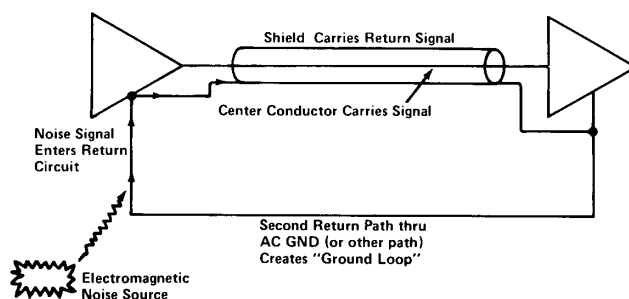 Shield Carries Return Signal
Center Conductor Carries Signal
Noise Signal
Enters Return
Circuit
Second Return Path thru
AC GND (or other path)
Creates "Ground Loop"
Electromagnetic
Noise Source